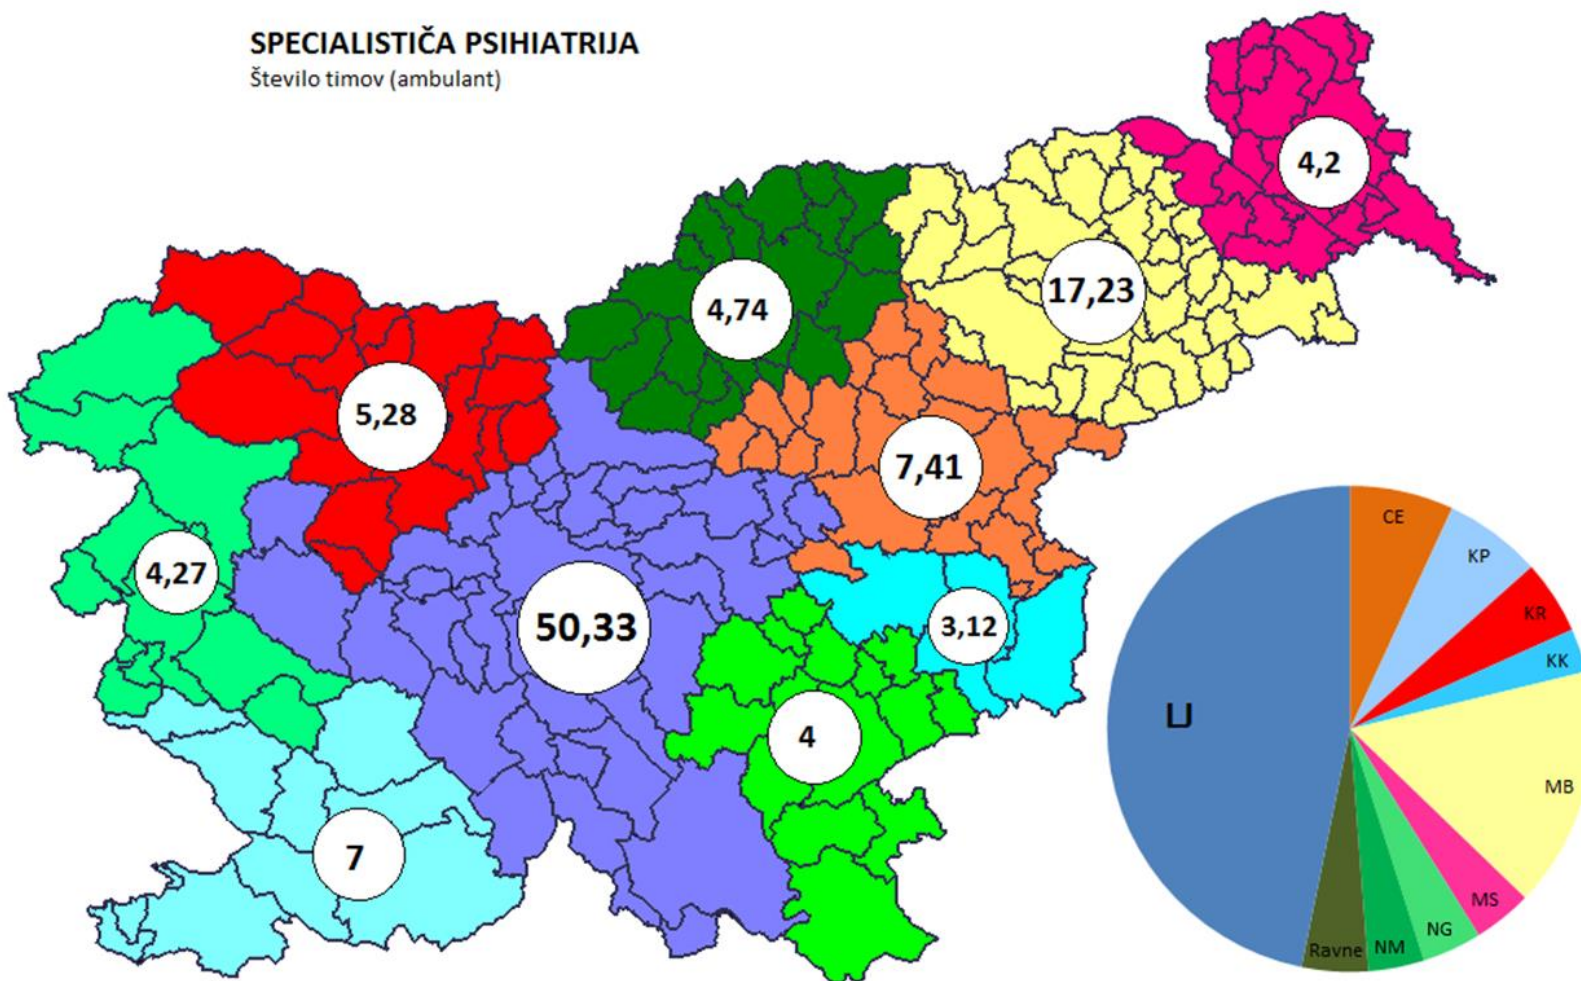 SPECIALISTIČA PSIHIATRIJA
Število timov (ambulant)
4,2
17,23
4,74
5,28
7,41
4,27
50,33
3,12
4
7
CE
KP
KR
KK
LJ
MB
MS
NG
NM
Ravne